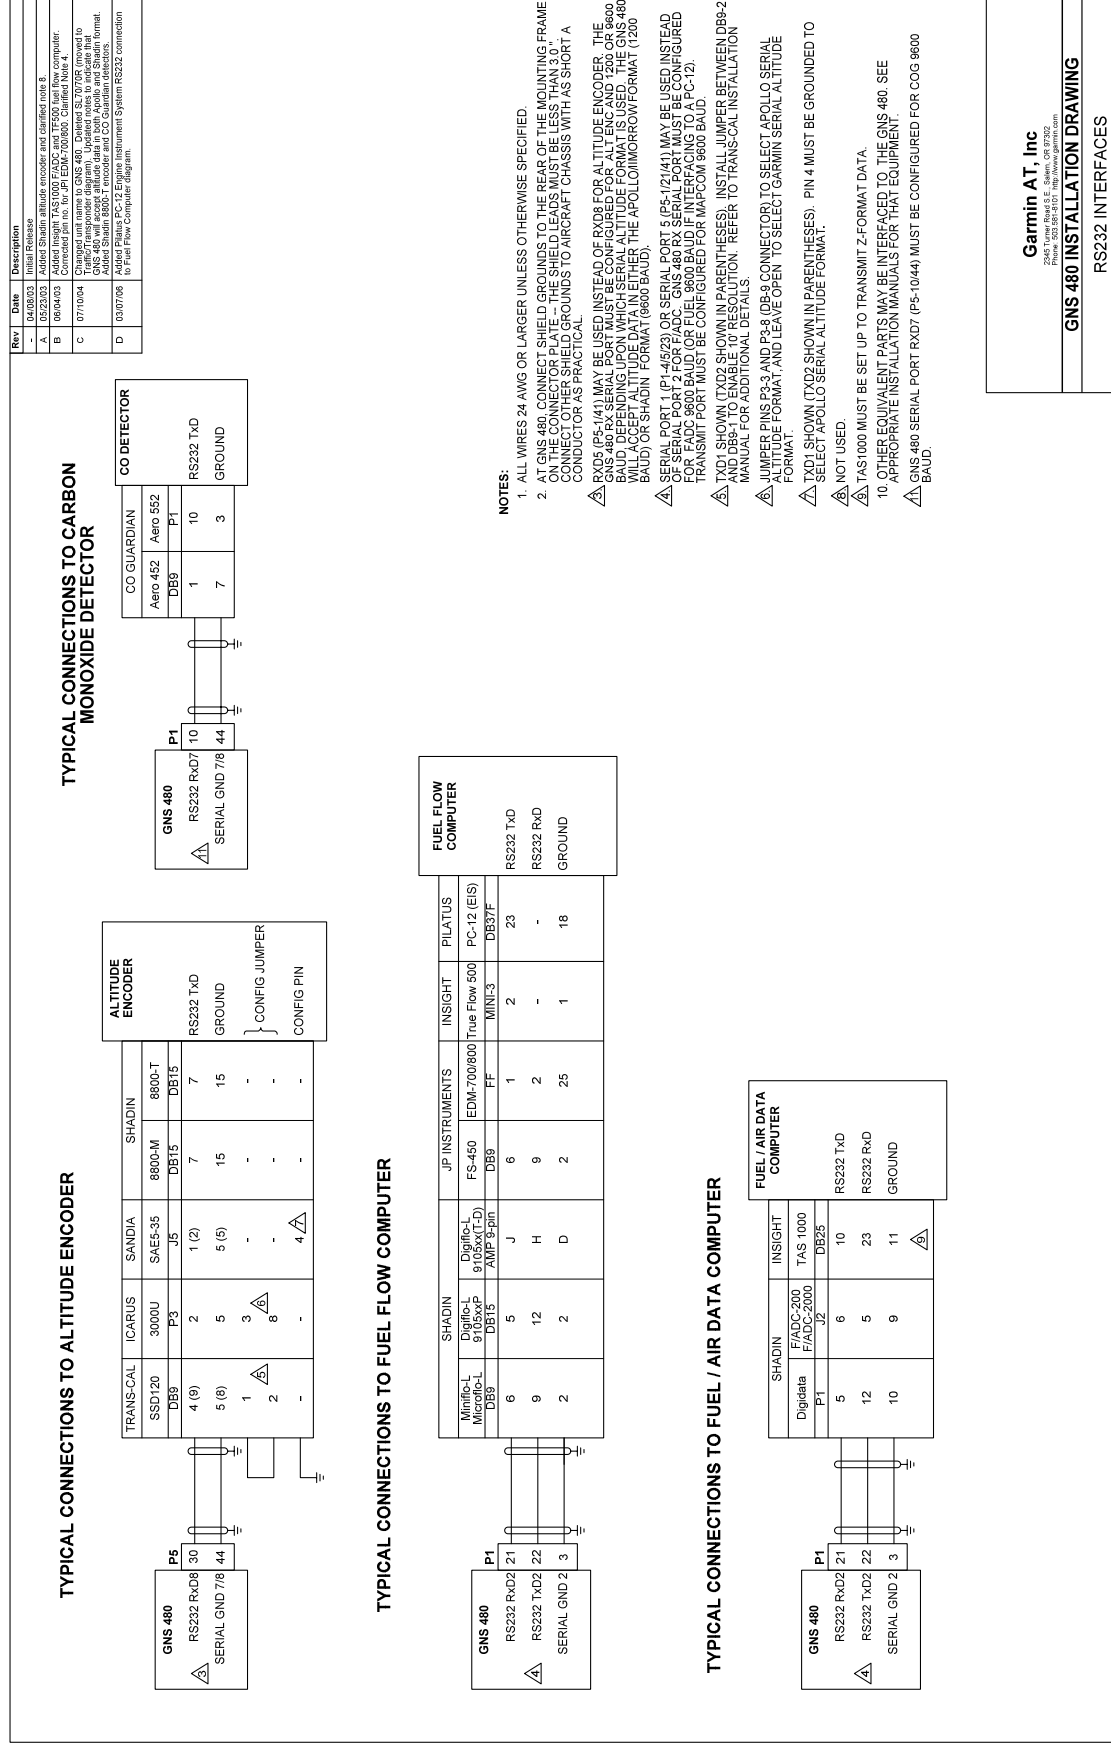 Rev Date Description
- 04/08/03 Initial Release
A 05/23/03 Added Shadin altitude encoder and clarified note 8.
B 06/04/03 Added Insight TAS1000 F/ADC and TF500 fuel flow computer.
Corrected pin no. for JPI EDM-700/800. Clarified Note 4.
C 07/10/04 Changed unit name to GNS 480. Deleted SL70/70R (moved to
Traffic/Transponder diagram). Updated notes to indicate that
GNS 480 will accept altitude data in both Apollo and Shadin format.
Added Shadin 8800-T encoder and CO Guardian detectors.
D 03/07/06 Added Pilatus PC-12 Engine Instrument System RS232 connection
to Fuel Flow Computer diagram.
TYPICAL CONNECTIONS TO ALTITUDE ENCODER
GNS 480 P5
3 RS232 RxD8 30
SERIAL GND 7/8 44
TRANS-CAL ICARUS SANDIA SHADIN
SSD120 3000U SAE5-35 8800-M 8800-T
DB9 P3 J5 DB15 DB15
ALTITUDE
ENCODER
4 (9) 2 1 (2) 7 7 RS232 TxD
5 (8) 5 5 (5) 15 15 GROUND
1 3 - - -
5 6 CONFIG JUMPER
2 8 - - -
- - 4 7 - - CONFIG PIN
TYPICAL CONNECTIONS TO CARBON
MONOXIDE DETECTOR
GNS 480 P1
11 RS232 RxD7 10
SERIAL GND 7/8 44
CO GUARDIAN CO DETECTOR
Aero 452 Aero 552
DB9 P1
1 10 RS232 TxD
7 3 GROUND
TYPICAL CONNECTIONS TO FUEL FLOW COMPUTER
GNS 480 P1
RS232 RxD2 21
4 RS232 TxD2 22
SERIAL GND 2 3
SHADIN JP INSTRUMENTS INSIGHT PILATUS
Miniflo-L
Microflo-L
Digiflo-L
9105xxP
Digiflo-L
9105xx(T-D)
FS-450 EDM-700/800 True Flow 500 PC-12 (EIS)
DB9 DB15 AMP 9-pin DB9 FF MINI-3 DB37F
FUEL FLOW
COMPUTER
6 5 J 6 1 2 23 RS232 TxD
9 12 H 9 2 - - RS232 RxD
2 2 D 2 25 1 18 GROUND
TYPICAL CONNECTIONS TO FUEL / AIR DATA COMPUTER
GNS 480 P1
RS232 RxD2 21
4 RS232 TxD2 22
SERIAL GND 2 3
SHADIN INSIGHT
Digidata
F/ADC-200
F/ADC-2000
TAS 1000
P1 J2 DB25
FUEL / AIR DATA
COMPUTER
5 6 10 RS232 TxD
12 5 23 RS232 RxD
10 9 11 GROUND
9
NOTES:
1. ALL WIRES 24 AWG OR LARGER UNLESS OTHERWISE SPECIFIED.
2. AT GNS 480, CONNECT SHIELD GROUNDS TO THE REAR OF THE MOUNTING FRAME
ON THE CONNECTOR PLATE -- THE SHIELD LEADS MUST BE LESS THAN 3.0 ".
CONNECT OTHER SHIELD GROUNDS TO AIRCRAFT CHASSIS WITH AS SHORT A
CONDUCTOR AS PRACTICAL.
3 RXD5 (P5-1/41) MAY BE USED INSTEAD OF RXD8 FOR ALTITUDE ENCODER. THE
GNS 480 RX SERIAL PORT MUST BE CONFIGURED FOR ALT ENC AND 1200 OR 9600
BAUD, DEPENDING UPON WHICH SERIAL ALTITUDE FORMAT IS USED. THE GNS 480
WILL ACCEPT ALTITUDE DATA IN EITHER THE APOLLO/IIMORROW FORMAT (1200
BAUD) OR SHADIN FORMAT (9600 BAUD).
4. SERIAL PORT 1 (P1-4/5/23) OR SERIAL PORT 5 (P5-1/21/41) MAY BE USED INSTEAD
OF SERIAL PORT 2 FOR F/ADC. GNS 480 RX SERIAL PORT MUST BE CONFIGURED
FOR FADC 9600 BAUD (OR FUEL 9600 BAUD IF INTERFACING TO A PC-12).
TRANSMIT PORT MUST BE CONFIGURED FOR MAPCOM 9600 BAUD.
5. TXD1 SHOWN (TXD2 SHOWN IN PARENTHESES). INSTALL JUMPER BETWEEN DB9-2
AND DB9-1 TO ENABLE 10' RESOLUTION. REFER TO TRANS-CAL INSTALLATION
MANUAL FOR ADDITIONAL DETAILS.
6. JUMPER PINS P3-3 AND P3-8 (DB-9 CONNECTOR) TO SELECT APOLLO SERIAL
ALTITUDE FORMAT, AND LEAVE OPEN TO SELECT GARMIN SERIAL ALTITUDE
FORMAT.
7. TXD1 SHOWN (TXD2 SHOWN IN PARENTHESES). PIN 4 MUST BE GROUNDED TO
SELECT APOLLO SERIAL ALTITUDE FORMAT.
8 NOT USED.
9. TAS1000 MUST BE SET UP TO TRANSMIT Z-FORMAT DATA.
10. OTHER EQUIVALENT PARTS MAY BE INTERFACED TO THE GNS 480. SEE
APPROPRIATE INSTALLATION MANUALS FOR THAT EQUIPMENT.
11 GNS 480 SERIAL PORT RXD7 (P5-10/44) MUST BE CONFIGURED FOR COG 9600
BAUD.
Garmin AT, Inc
2345 Turner Road S.E., Salem, OR 97302
Phone: 503.581-8101 http://www.garmin.com
GNS 480 INSTALLATION DRAWING
RS232 INTERFACES